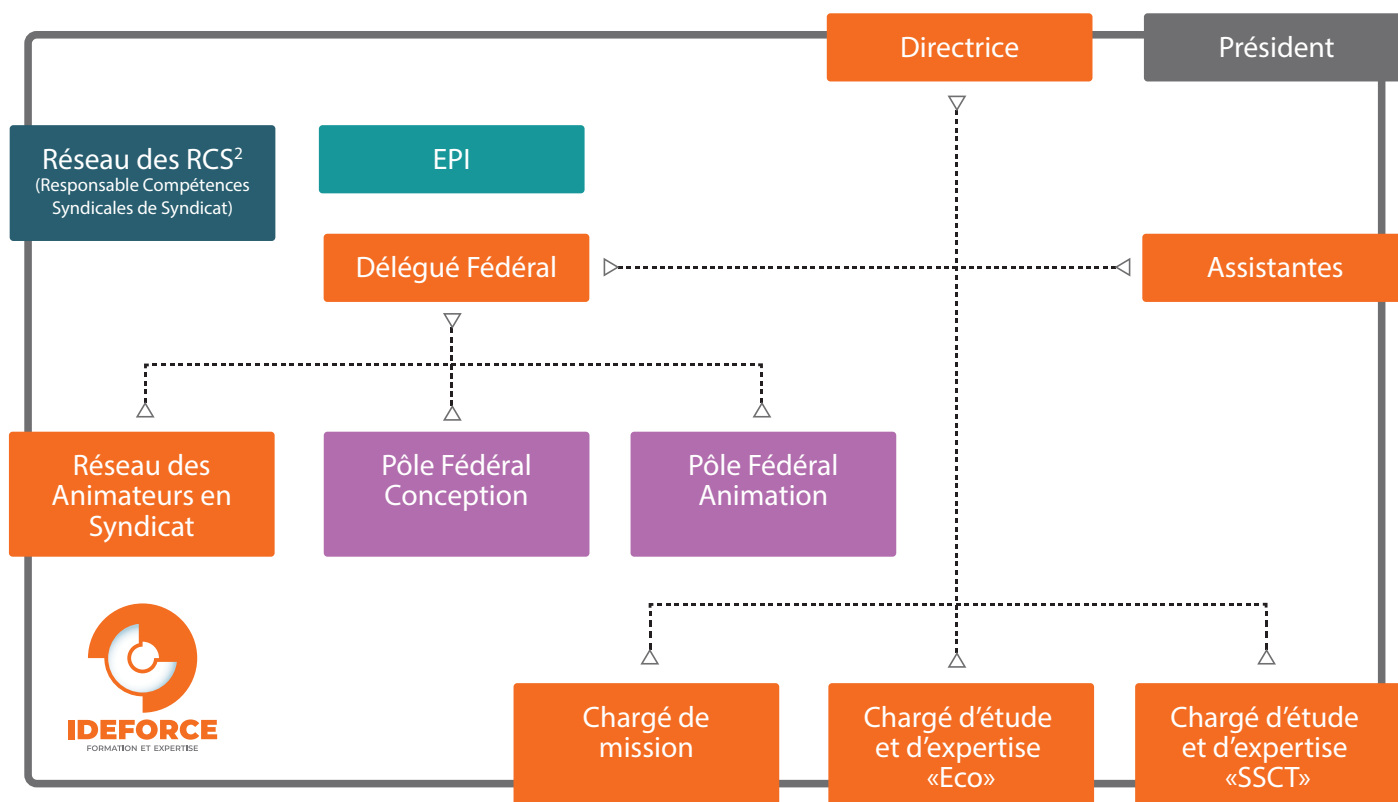 Directrice
Président
Réseau des RCS²
(Responsable Compétences
Syndicales de Syndicat)
EPI
Délégué Fédéral
Assistantes
Réseau des
Animateurs en
Syndicat
Pôle Fédéral
Conception
Pôle Fédéral
Animation
IDEFORCE
FORMATION ET EXPERTISE
Chargé de
mission
Chargé d’étude
et d’expertise
«Eco»
Chargé d’étude
et d’expertise
«SSCT»